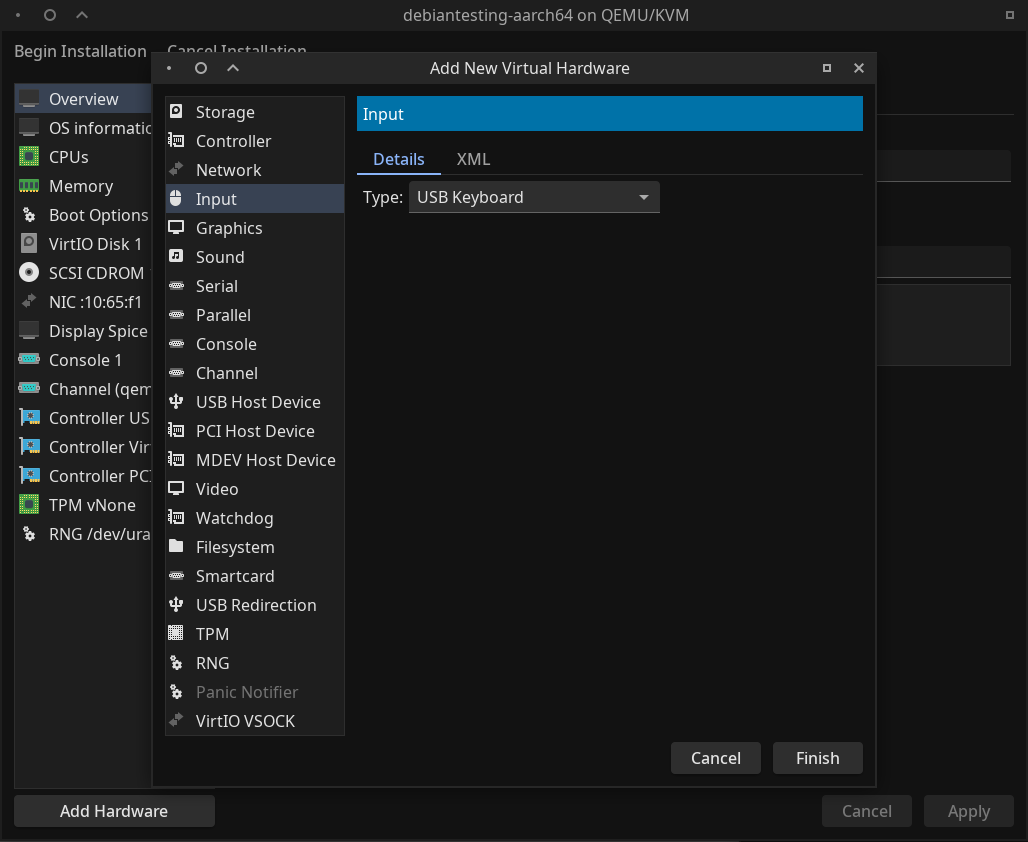 debiantesting-aarch64 on QEMU/KVM
Begin Installation Cancel Installation
Overview
OS informatic
CPUs
Memory
Boot Options
VirtIO Disk 1
SCSI CDROM
NIC :10:65:f1
Display Spice
Console 1
Channel (qem
Controller US
Controller Vir
Controller PCI
TPM vNone
RNG /dev/ura
Add Hardware
Cancel
Apply
Add New Virtual Hardware
Storage
Controller
Network
Input
Graphics
Sound
Serial
Parallel
Console
Channel
USB Host Device
PCI Host Device
MDEV Host Device
Video
Watchdog
Filesystem
Smartcard
USB Redirection
TPM
RNG
Panic Notifier
VirtIO VSOCK
Input
Details XML
Type: USB Keyboard
Cancel
Finish